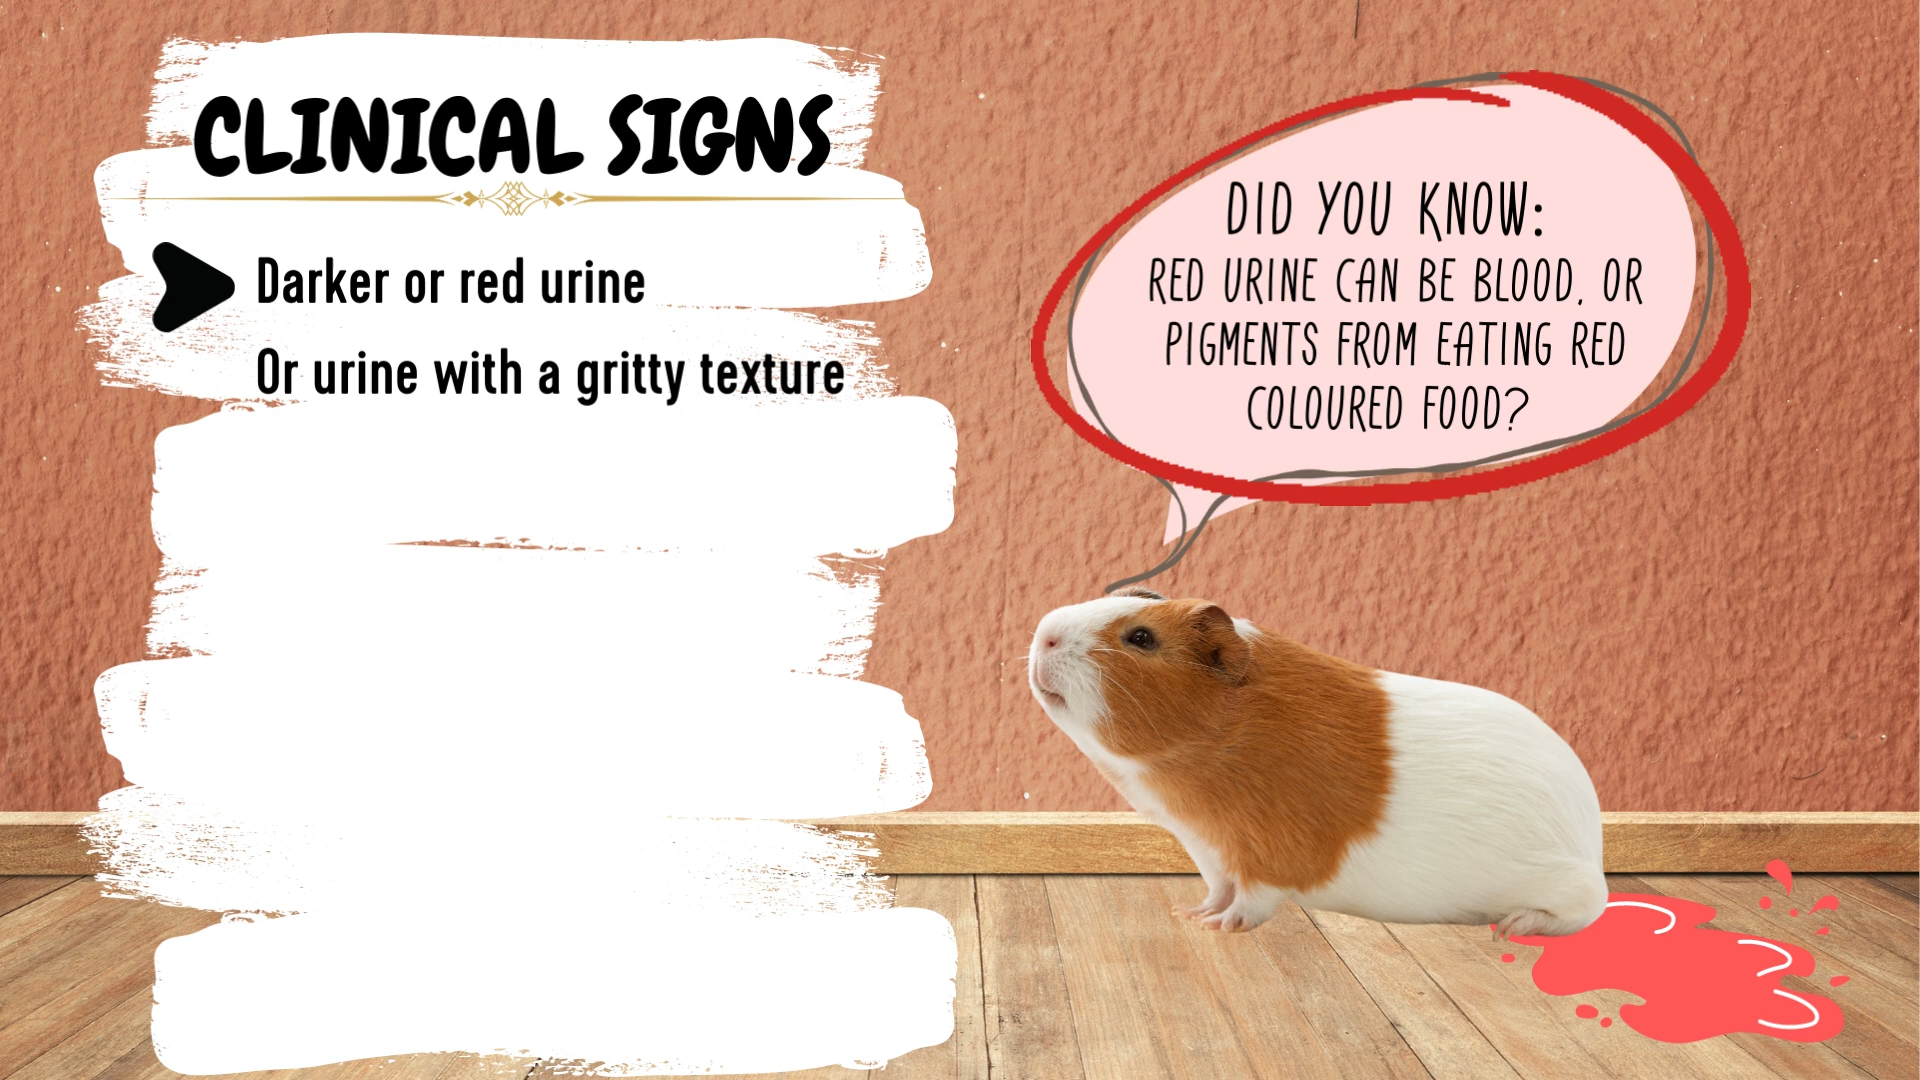 CLINICAL SIGNS
Darker or red urine
Or urine with a gritty texture
DID YOU KNOW:
RED URINE CAN BE BLOOD, OR
PIGMENTS FROM EATING RED
COLOURED FOOD?